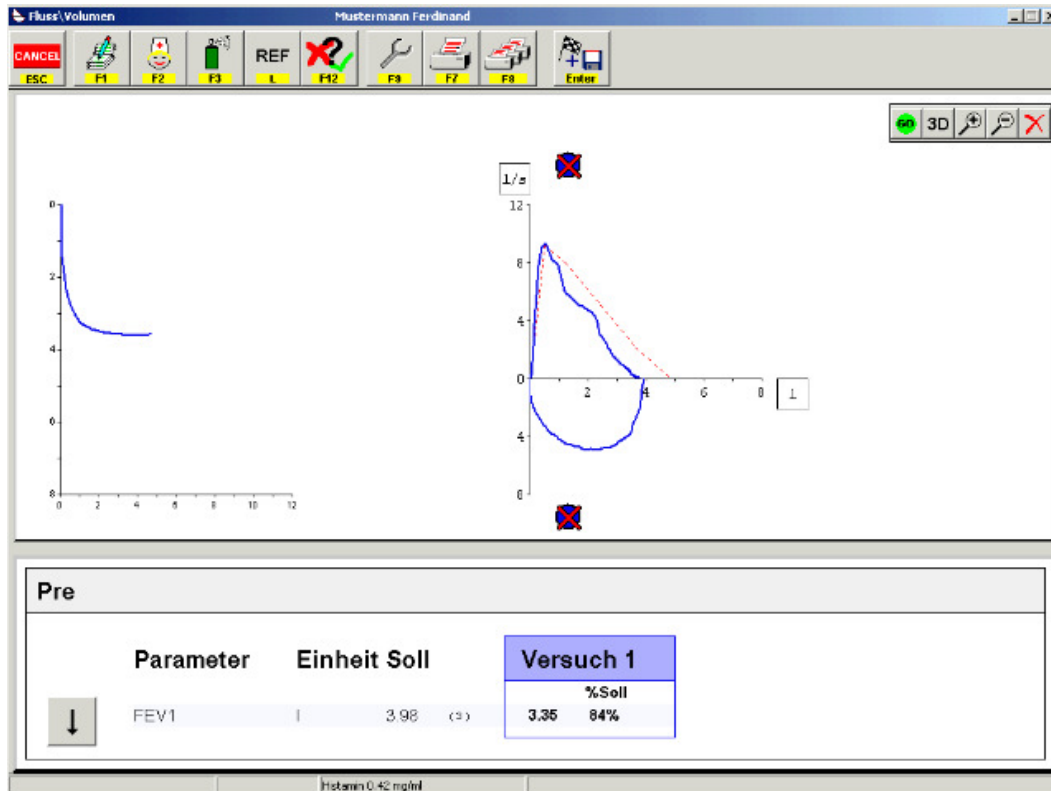 Fluss\Volumen Mustermann Ferdinand
CANCEL REF
ESC F1 F2 F3 L F12 F9 F7 F8 Enter
GO 3D
l/s
12
8
4
0
4
8
2 4 6 8 l
0
2
4
6
8
0 2 4 6 8 10 12
Pre
Parameter Einheit Soll Versuch 1
%Soll
FEV1 l 3.98 3.35 84%
Histamin 0.42 mg/ml